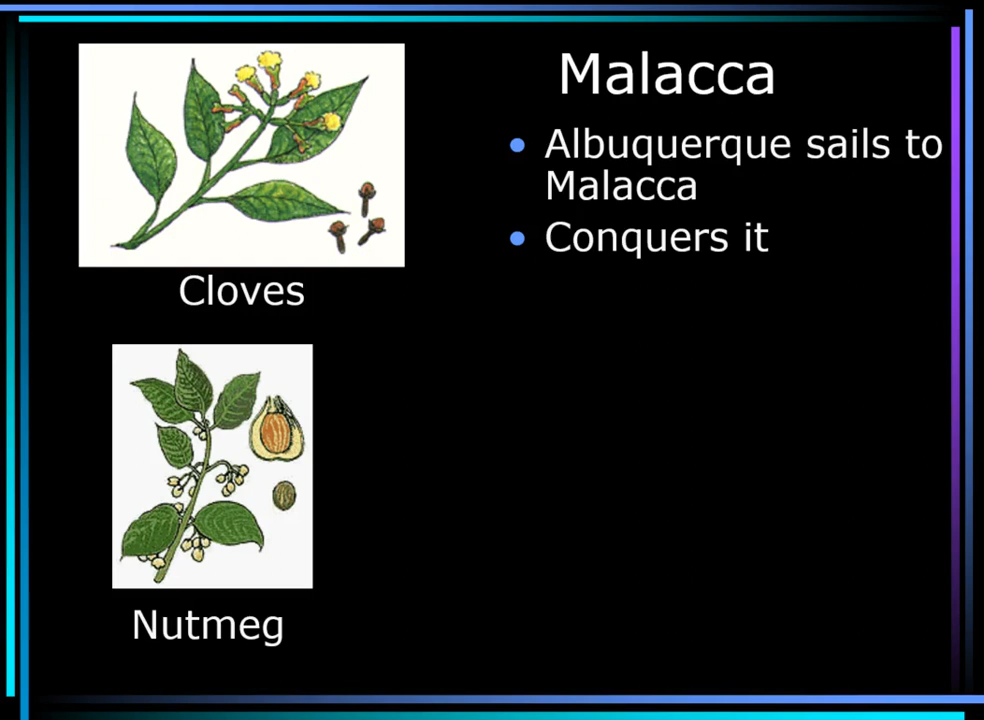 Malacca
• Albuquerque sails to
Malacca
• Conquers it
Cloves
Nutmeg